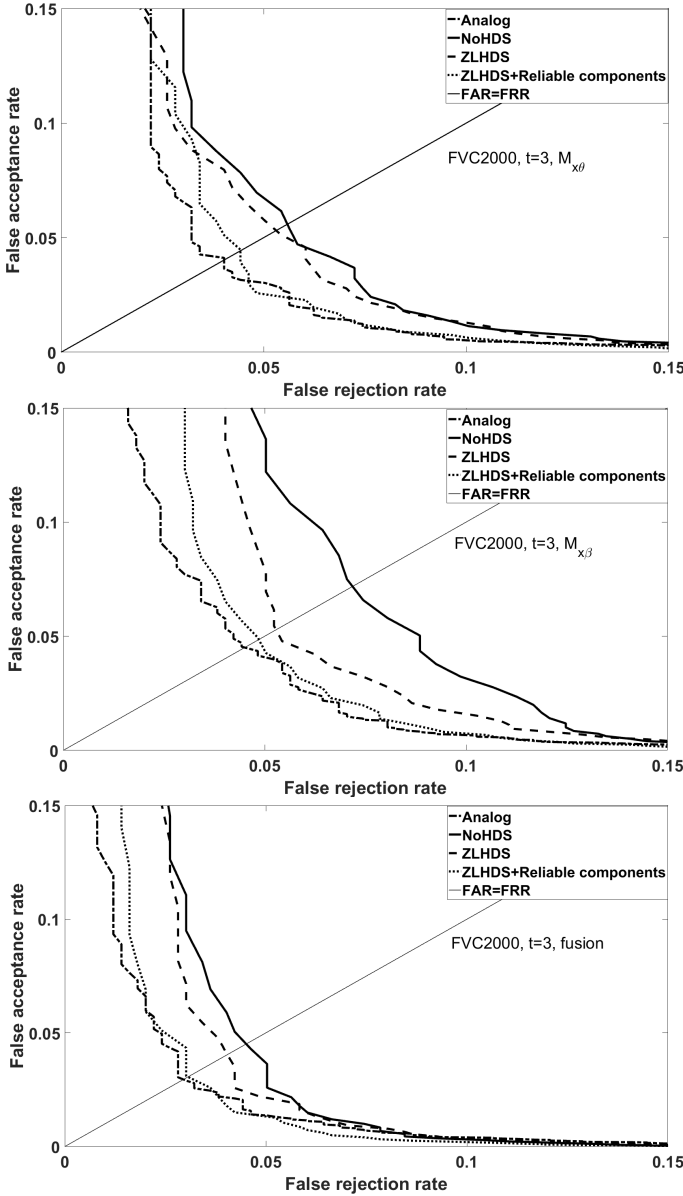 0.15
0.1
0.05
0
False acceptance rate
Analog
NoHDS
ZLHDS
ZLHDS+Reliable components
FAR=FRR
FVC2000, t=3, Mxθ
0 0.05 0.1 0.15
False rejection rate
0.15
0.1
0.05
0
False acceptance rate
Analog
NoHDS
ZLHDS
ZLHDS+Reliable components
FAR=FRR
FVC2000, t=3, Mxβ
0 0.05 0.1 0.15
False rejection rate
0.15
0.1
0.05
0
False acceptance rate
Analog
NoHDS
ZLHDS
ZLHDS+Reliable components
FAR=FRR
FVC2000, t=3, fusion
0 0.05 0.1 0.15
False rejection rate